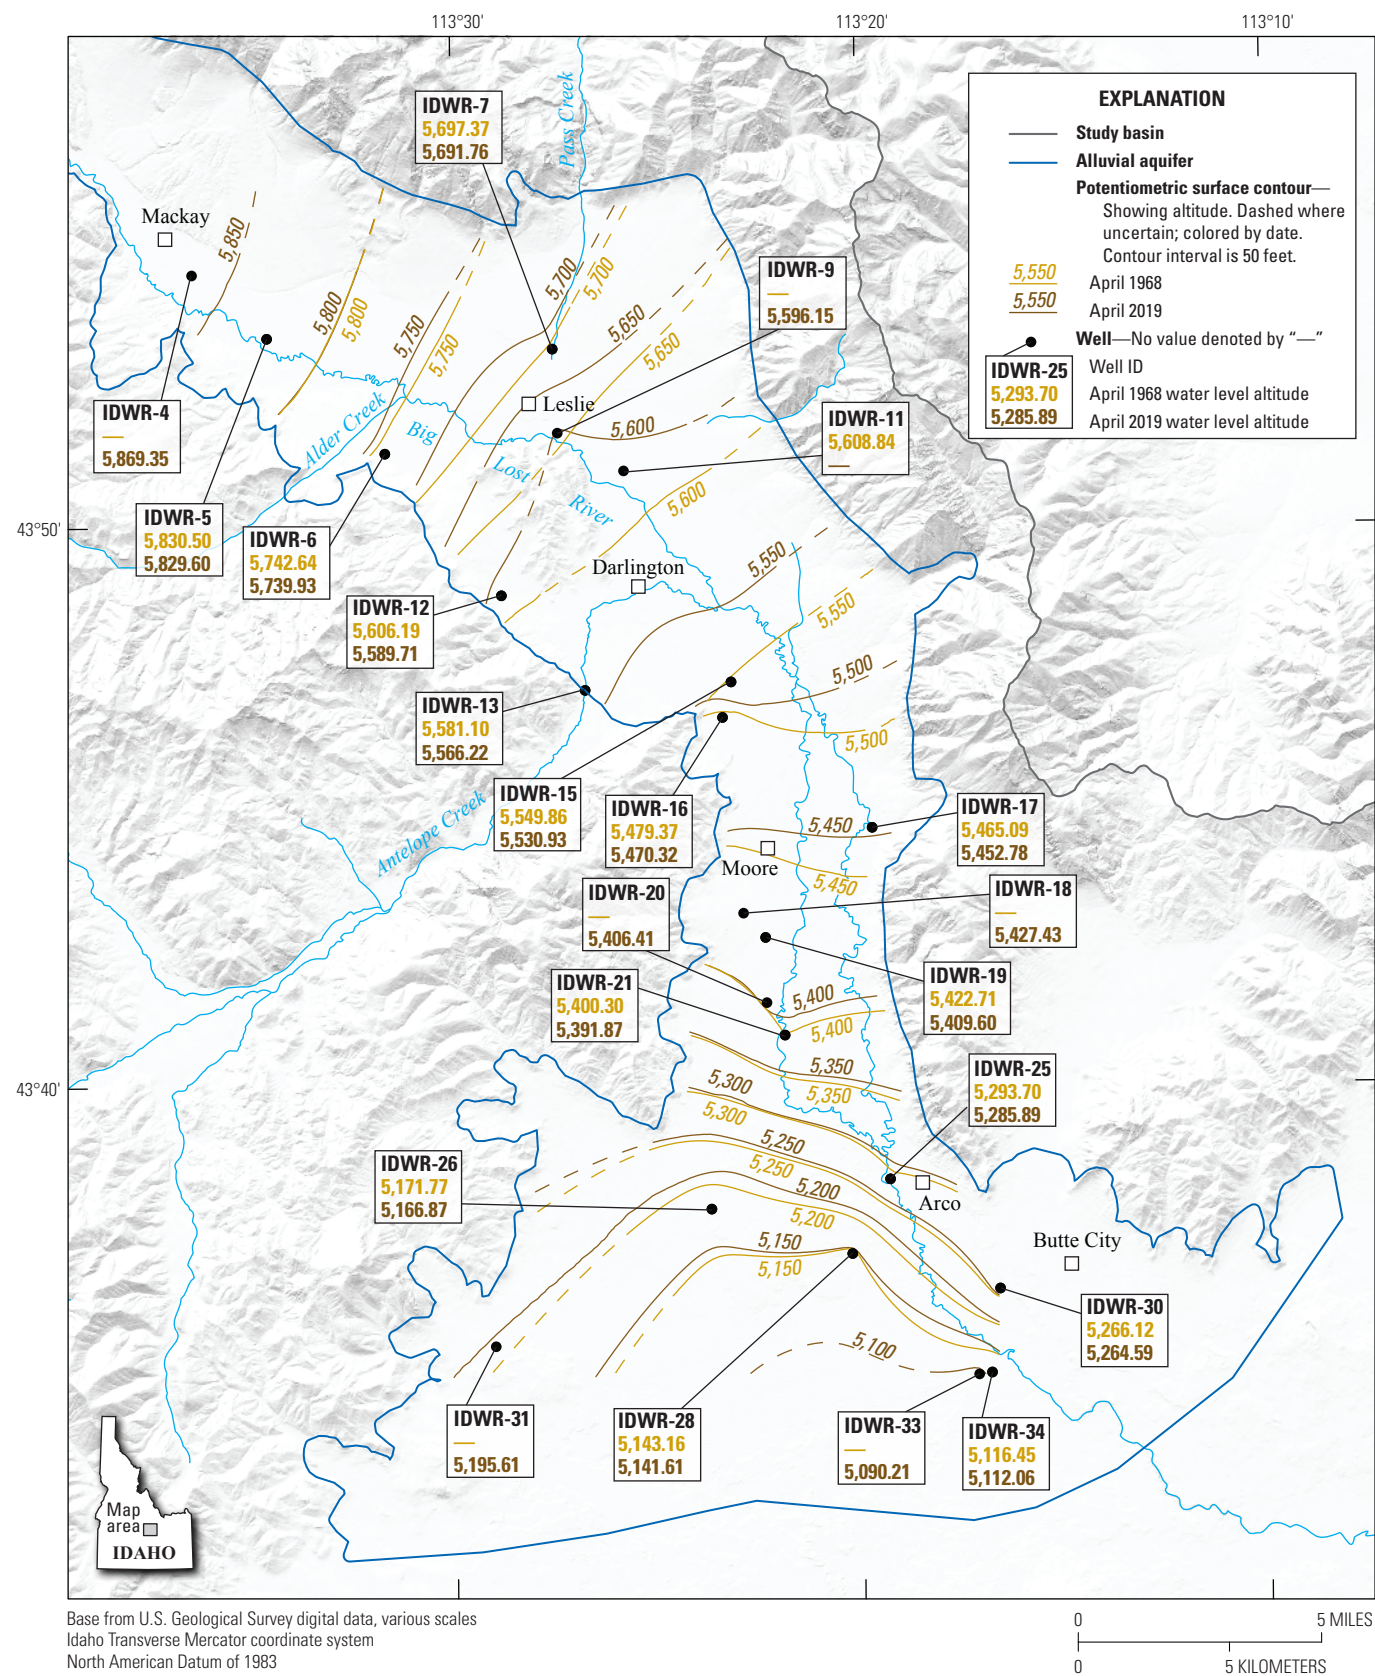 113°30'
113°20'
113°10'
EXPLANATION
Study basin
Alluvial aquifer
Potentiometric surface contour—
Showing altitude. Dashed where
uncertain; colored by date.
Contour interval is 50 feet.
5,550
April 1968
5,550
April 2019
Well—No value denoted by “—”
IDWR-25
Well ID
5,293.70
April 1968 water level altitude
5,285.89
April 2019 water level altitude
IDWR-7
5,697.37
5,691.76
Pass Creek
Mackay
5,850
5,800
5,800
5,750
5,750
5,700
5,700
5,650
5,650
IDWR-9
—
5,596.15
IDWR-4
—
5,869.35
Leslie
5,600
IDWR-11
5,608.84
—
Alder Creek
Big
Lost
River
5,600
IDWR-5
5,830.50
5,829.60
IDWR-6
5,742.64
5,739.93
43°50'
Darlington
5,550
5,550
IDWR-12
5,606.19
5,589.71
IDWR-13
5,581.10
5,566.22
5,500
5,500
IDWR-15
5,549.86
5,530.93
IDWR-16
5,479.37
5,470.32
IDWR-17
5,465.09
5,452.78
Antelope Creek
5,450
Moore
5,450
IDWR-18
—
5,427.43
IDWR-20
—
5,406.41
IDWR-19
5,422.71
5,409.60
IDWR-21
5,400.30
5,391.87
5,400
5,400
5,350
5,350
IDWR-25
5,293.70
5,285.89
43°40'
5,300
5,300
5,250
5,250
5,200
5,200
IDWR-26
5,171.77
5,166.87
Arco
5,150
5,150
Butte City
IDWR-30
5,266.12
5,264.59
5,100
IDWR-31
—
5,195.61
IDWR-28
5,143.16
5,141.61
IDWR-33
—
5,090.21
IDWR-34
5,116.45
5,112.06
Map
area
IDAHO
Base from U.S. Geological Survey digital data, various scales
Idaho Transverse Mercator coordinate system
North American Datum of 1983
0
5 MILES
0
5 KILOMETERS